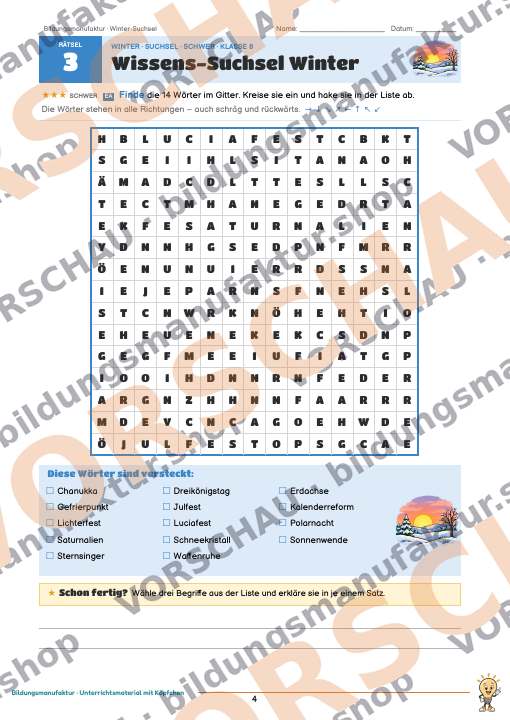 Bildungsmanufaktur · Winter-Suchsel Name: Datum:
RÄTSEL
3
WINTER · SUCHSEL · SCHWER · KLASSE 8
Wissens-Suchsel Winter
★★★ SCHWER EA Finde die 14 Wörter im Gitter. Kreise sie ein und hake sie in der Liste ab.
Die Wörter stehen in alle Richtungen – auch schräg und rückwärts.
H B L U C I A F E S T C B K T
S G E I I H L S I T A N A O H
Ä M A D C D L T T E S L L S C
T E C T M H A N E G E D R T A
E K F E S A T U R N A L I E N
Y D N N H G S E D P N F N R R
Ö E N U N U I E R R D S S N A
I E J E P A R N S F N E H S L
S T C N W R K N Ö H E H T I O
E H E U E N E K E K C S D N P
G E G F M E E I U F I A T G P
I O O I H D N N R N F E D E R
A R G N Z H H N N F A A R R R
M D E V C N C A G O E H W D E
Ö J U L F E S T O P S G C A E
Diese Wörter sind versteckt:
Chanukka Dreikönigstag Erdachse
Gefrierpunkt Julfest Kalenderreform
Lichterfest Luciafest Polarnacht
Saturnalien Schneekristall Sonnenwende
Sternsinger Waffenruhe
★ Schon fertig? Wähle drei Begriffe aus der Liste und erkläre sie in je einem Satz.
Bildungsmanufaktur · Unterrichtsmaterial mit Köpfchen
4
VORSCHAU · bildungsmanufaktur.shop